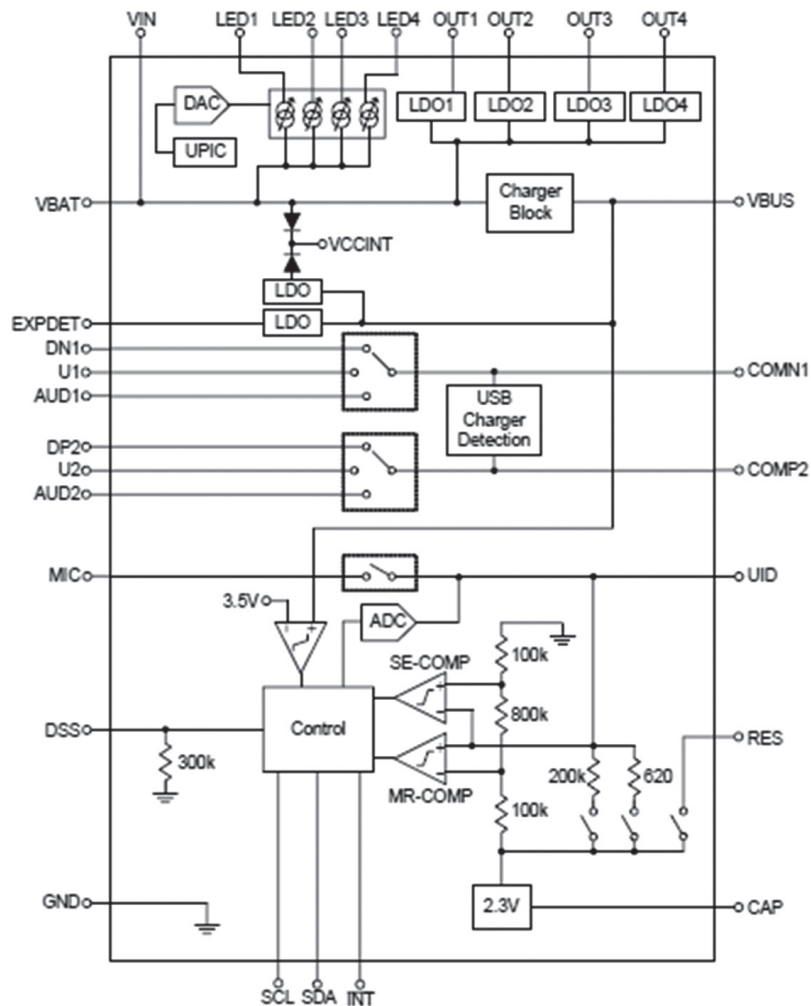 VIN LED1 LED2 LED3 LED4 OUT1 OUT2 OUT3 OUT4
DAC
LDO1 LDO2 LDO3 LDO4
UPIC
VBAT
Charger
Block
VBUS
VCCINT
LDO
EXPDET
LDO
DN1
U1
COMN1
AUD1
USB
Charger
Detection
DP2
U2
COMP2
AUD2
MIC
UID
3.5V
- +
ADC
100k
SE-COMP
+
-
800k
Control
DSS
300k
+
-
MR-COMP
RES
200k
620
100k
GND
2.3V
CAP
SCL SDA INT